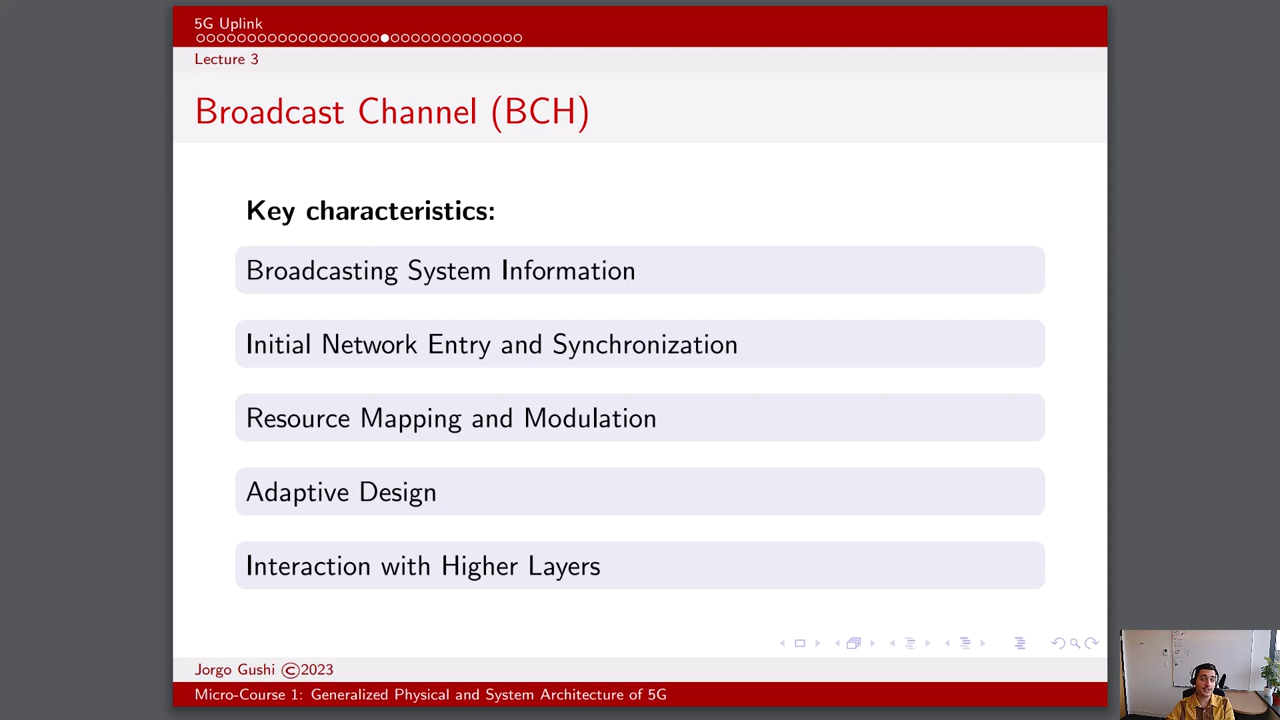 5G Uplink
Lecture 3
Broadcast Channel (BCH)
Key characteristics:
Broadcasting System Information
Initial Network Entry and Synchronization
Resource Mapping and Modulation
Adaptive Design
Interaction with Higher Layers
Jorgo Gushi ©2023
Micro-Course 1: Generalized Physical and System Architecture of 5G